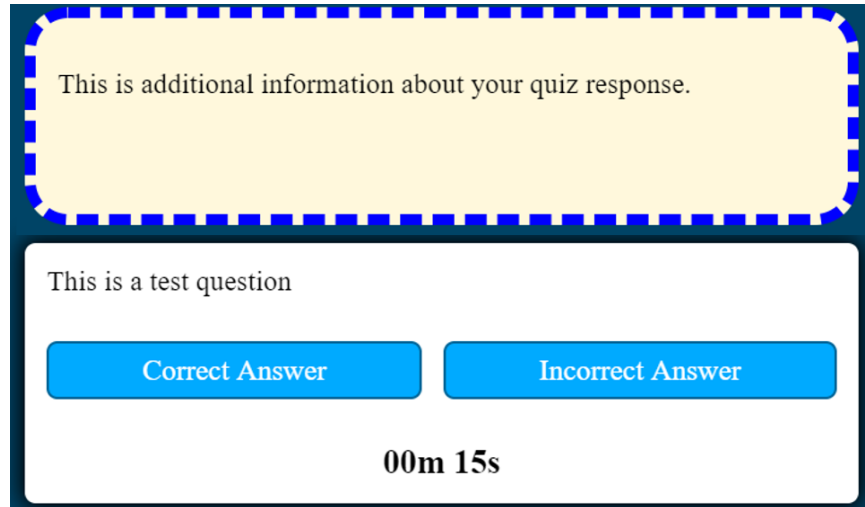 This is additional information about your quiz response.
This is a test question
Correct Answer
Incorrect Answer
00m 15s